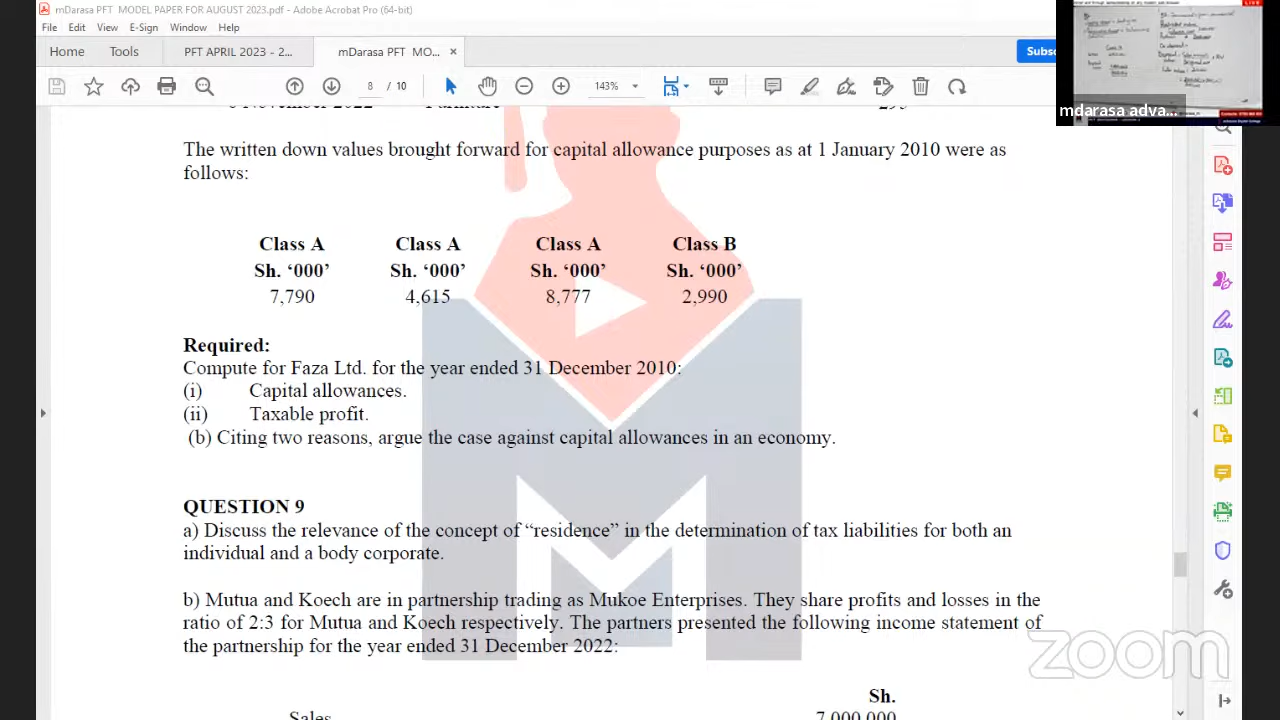 mDarasa PFT MODEL PAPER FOR AUGUST 2023.pdf - Adobe Acrobat Pro (64-bit)
File Edit View E-Sign Window Help
Home Tools PFT APRIL 2023 - 2... mDarasa PFT MO... × Subsc
8 / 10 143%
mdarasa adva...
LIVE
The written down values brought forward for capital allowance purposes as at 1 January 2010 were as
follows:
Class A Class A Class A Class B
Sh. ‘000’ Sh. ‘000’ Sh. ‘000’ Sh. ‘000’
7,790 4,615 8,777 2,990
Required:
Compute for Faza Ltd. for the year ended 31 December 2010:
(i) Capital allowances.
(ii) Taxable profit.
(b) Citing two reasons, argue the case against capital allowances in an economy.
QUESTION 9
a) Discuss the relevance of the concept of “residence” in the determination of tax liabilities for both an
individual and a body corporate.
b) Mutua and Koech are in partnership trading as Mukoe Enterprises. They share profits and losses in the
ratio of 2:3 for Mutua and Koech respectively. The partners presented the following income statement of
the partnership for the year ended 31 December 2022:
zoom
Sh.
Sales 7,000,000